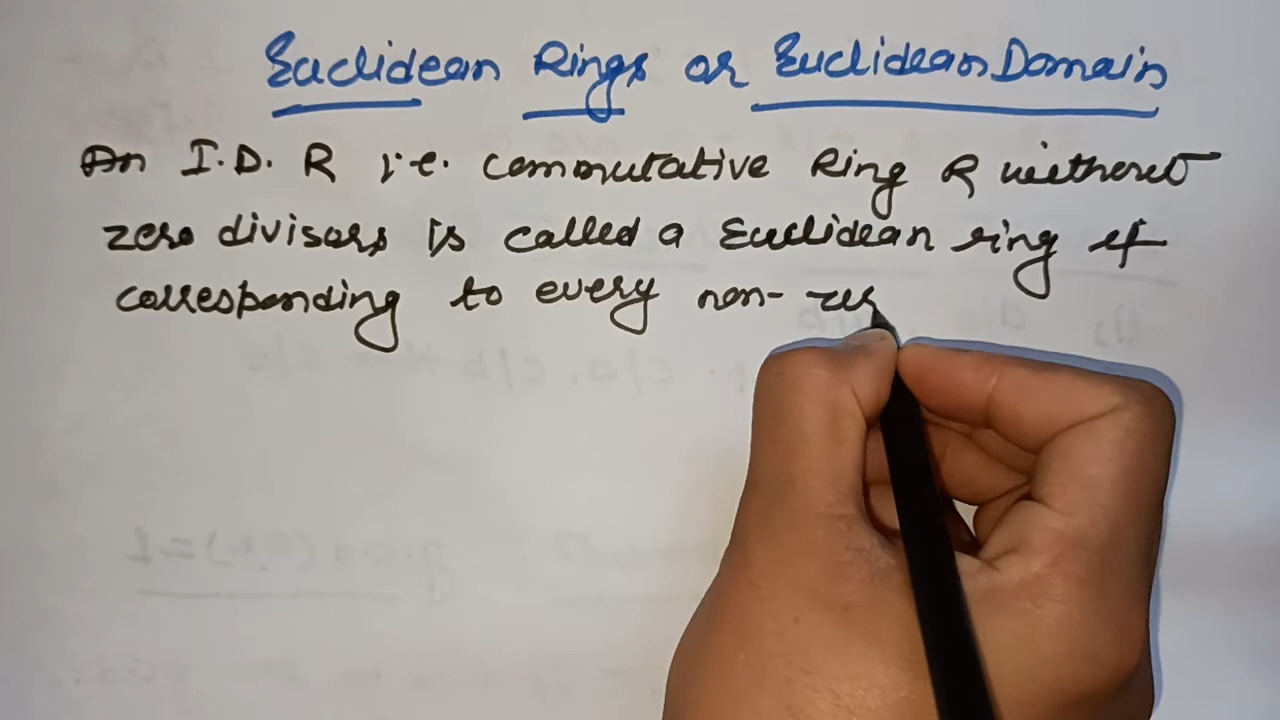 Euclidean Rings or Euclidean Domain
An I.D. R i.e. commutative Ring R without
zero divisors is called a Euclidean ring if
corresponding to every non-zer